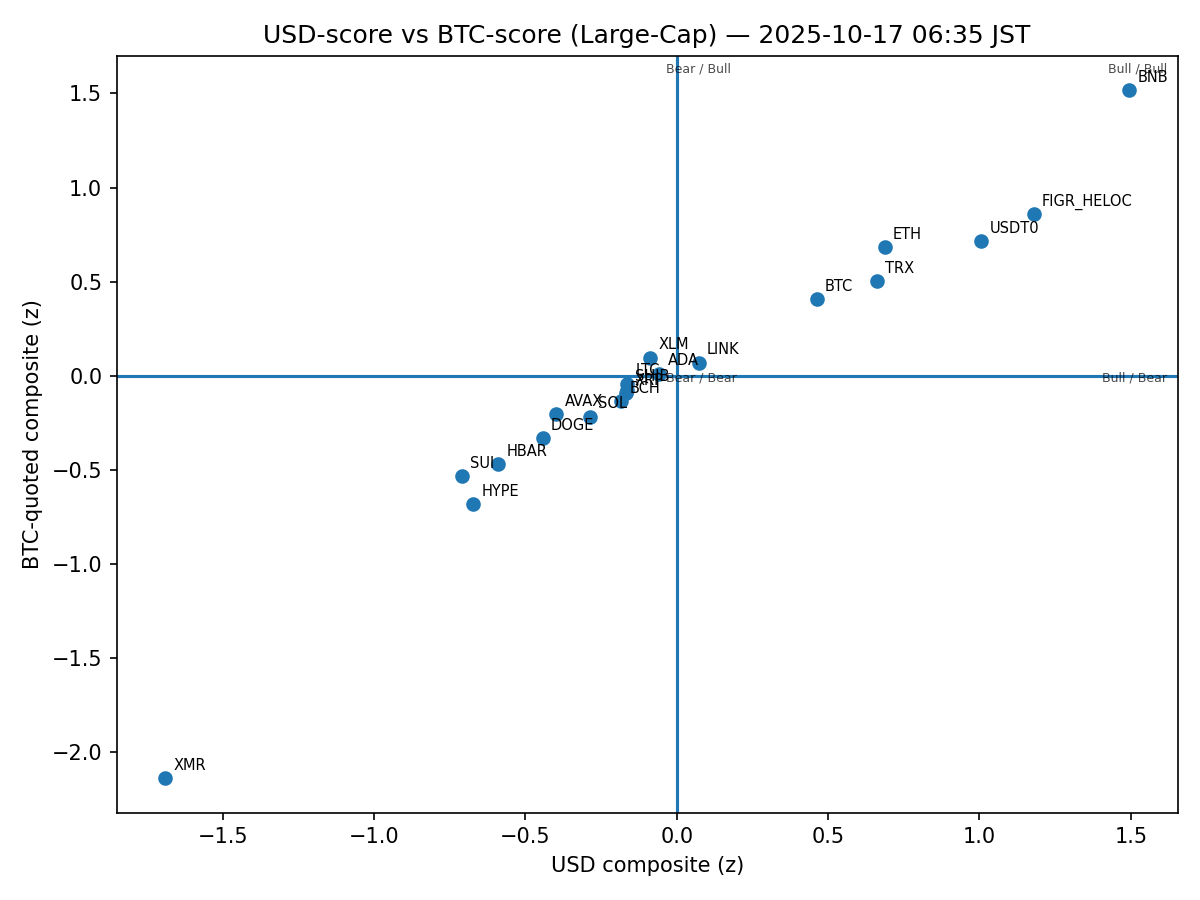 USD-score vs BTC-score (Large-Cap) — 2025-10-17 06:35 JST
Bear / Bull
Bull / Bull
BNB
FIGR_HELOC
USDT0
ETH
TRX
BTC
XLM
LINK
ADA
LTC
SHIB
XRP
Bear / Bear
Bull / Bear
BCH
AVAX
SOL
DOGE
HBAR
SUI
HYPE
XMR
1.5
1.0
0.5
0.0
−0.5
−1.0
−1.5
−2.0
BTC-quoted composite (z)
−1.5
−1.0
−0.5
0.0
0.5
1.0
1.5
USD composite (z)